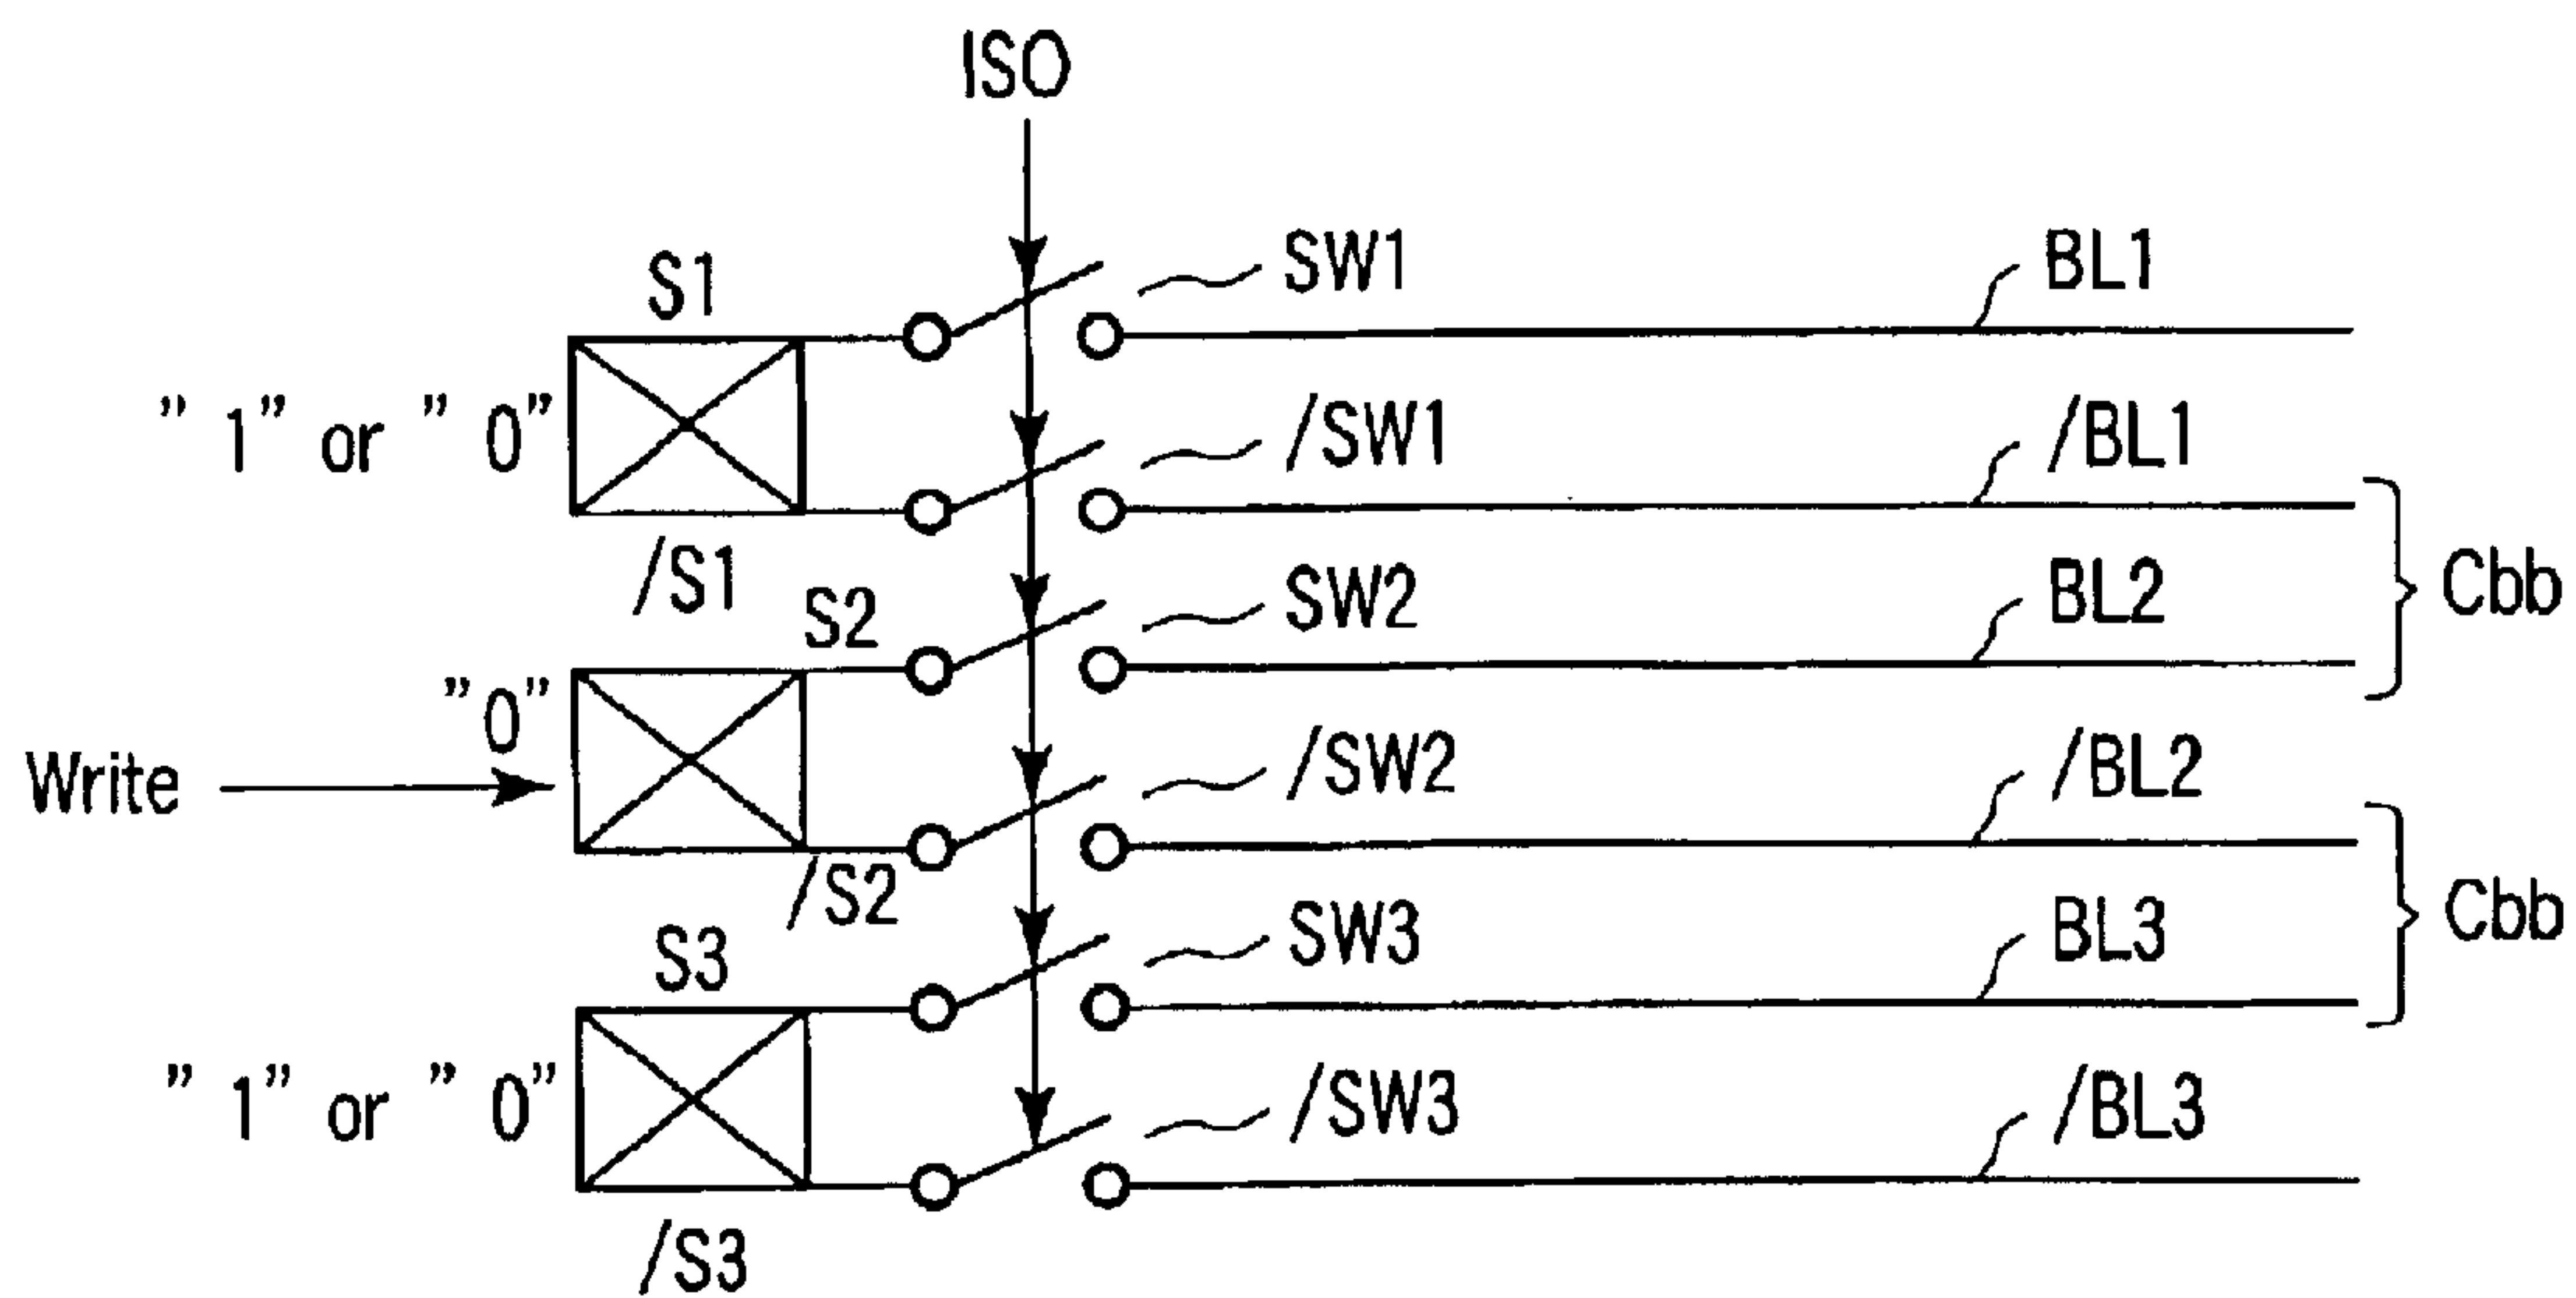 ISO
S1
SW1
BL1
" 1" or " 0"
/SW1
/BL1
/S1
S2
SW2
BL2
Cbb
"0"
Write
/SW2
/BL2
/S2
S3
SW3
BL3
Cbb
" 1" or " 0"
/SW3
/BL3
/S3